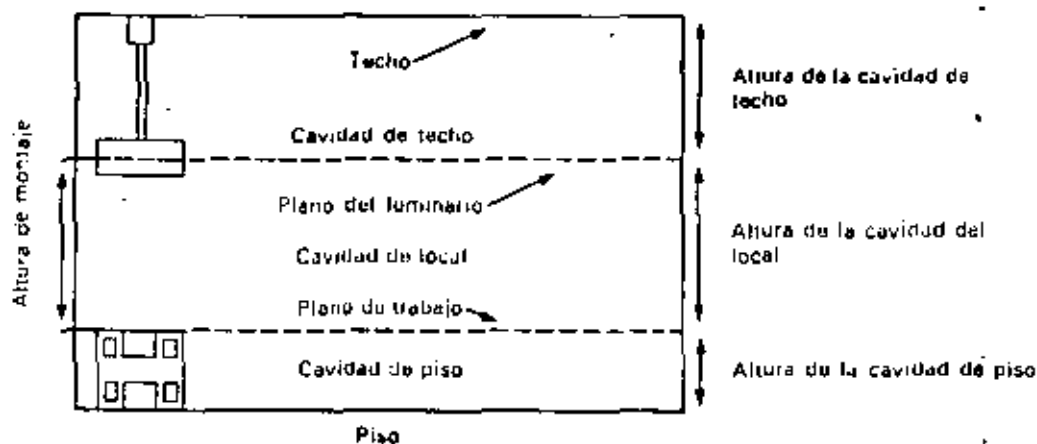 Techo
Altura de la cavidad de
techo
Cavidad de techo
Altura de montaje
Plano del luminario
Altura de la cavidad del
local
Cavidad de local
Plano de trabajo
Cavidad de piso
Altura de la cavidad de piso
Piso